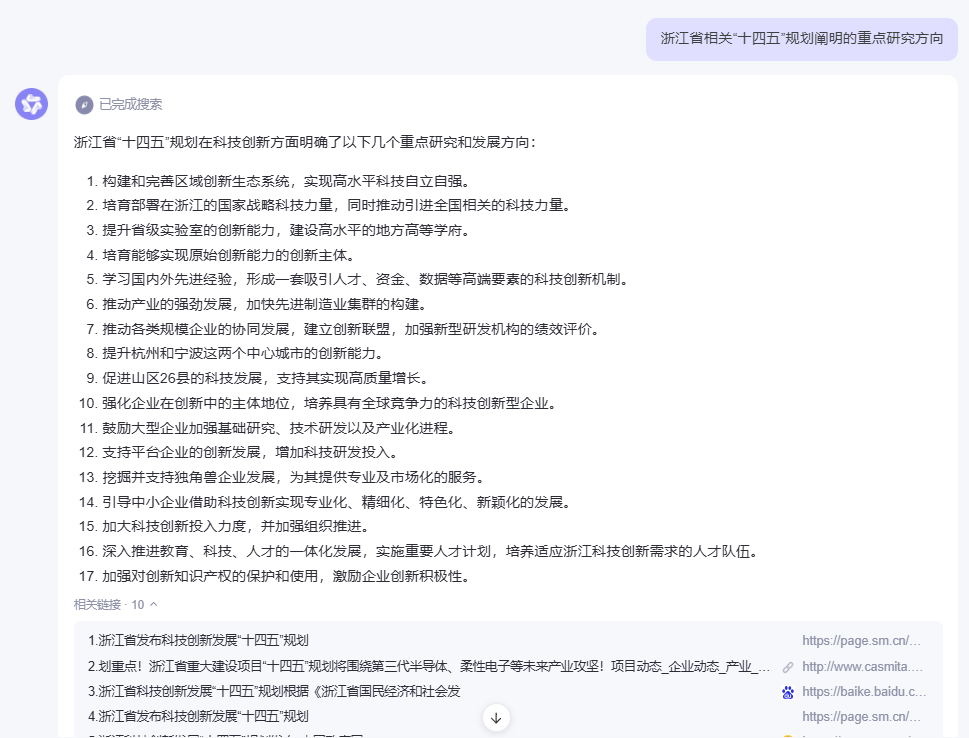 浙江省相关“十四五”规划阐明的重点研究方向
已完成搜索
浙江省“十四五”规划在科技创新方面明确了以下几个重点研究和发展方向：
1. 构建和完善区域创新生态系统，实现高水平科技自立自强。
2. 培育部署在浙江的国家战略科技力量，同时推动引进全国相关的科技力量。
3. 提升省级实验室的创新能力，建设高水平的地方高等学府。
4. 培育能够实现原始创新能力的创新主体。
5. 学习国内外先进经验，形成一套吸引人才、资金、数据等高端要素的科技创新机制。
6. 推动产业的强劲发展，加快先进制造业集群的构建。
7. 推动各类规模企业的协同发展，建立创新联盟，加强新型研发机构的绩效评价。
8. 提升杭州和宁波这两个中心城市的创新能力。
9. 促进山区26县的科技发展，支持其实现高质量增长。
10. 强化企业在创新中的主体地位，培养具有全球竞争力的科技创新型企业。
11. 鼓励大型企业加强基础研究、技术研发以及产业化进程。
12. 支持平台企业的创新发展，增加科技研发投入。
13. 挖掘并支持独角兽企业发展，为其提供专业及市场化的服务。
14. 引导中小企业借助科技创新实现专业化、精细化、特色化、新颖化的发展。
15. 加大科技创新投入力度，并加强组织推进。
16. 深入推进教育、科技、人才的一体化发展，实施重要人才计划，培养适应浙江科技创新需求的人才队伍。
17. 加强对创新知识产权的保护和使用，激励企业创新积极性。
相关链接 · 10
1.浙江省发布科技创新发展“十四五”规划 https://page.sm.cn/...
2.划重点！浙江省重大建设项目“十四五”规划将围绕第三代半导体、柔性电子等未来产业攻坚！项目动态_企业动态_产业_... http://www.casmita....
3.浙江省科技创新发展“十四五”规划根据《浙江省国民经济和社会发 https://baike.baidu.c...
4.浙江省发布科技创新发展“十四五”规划 https://page.sm.cn/...